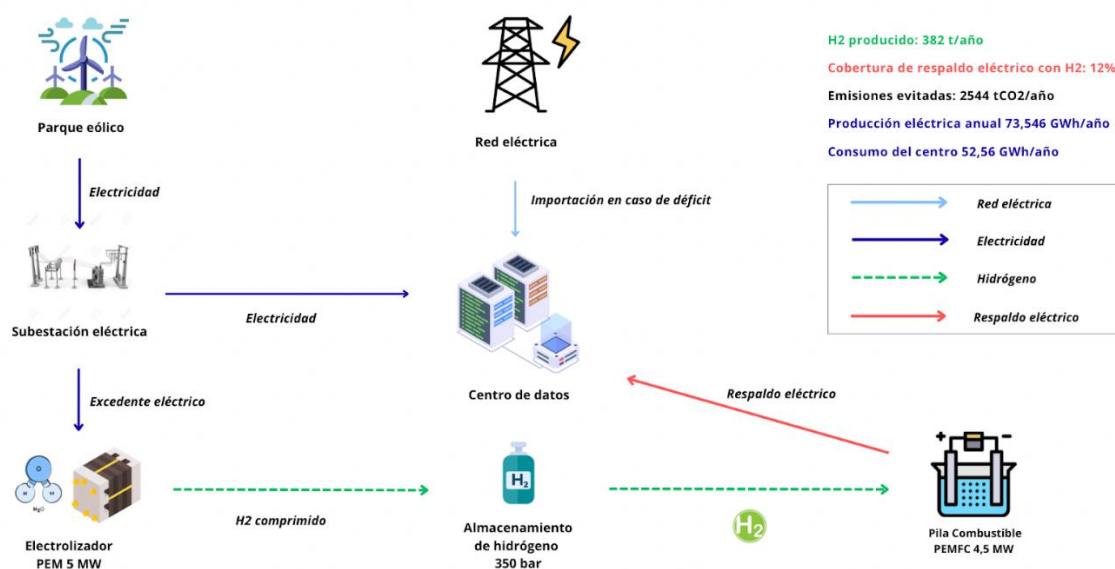 H2 producido: 382 t/año
Cobertura de respaldo eléctrico con H2: 12%
Emisiones evitadas: 2544 tCO2/año
Producción eléctrica anual 73,546 GWh/año
Consumo del centro 52,56 GWh/año
Parque eólico
Red eléctrica
Electricidad
Importación en caso de déficit
Red eléctrica
Electricidad
Hidrógeno
Respaldo eléctrico
Subestación eléctrica
Electricidad
Centro de datos
Excedente eléctrico
Respaldo eléctrico
+ −
O
H
H
H₂O
H2 comprimido
H₂
H2
Electrolizador
PEM 5 MW
Almacenamiento
de hidrógeno
350 bar
Pila Combustible
PEMFC 4,5 MW